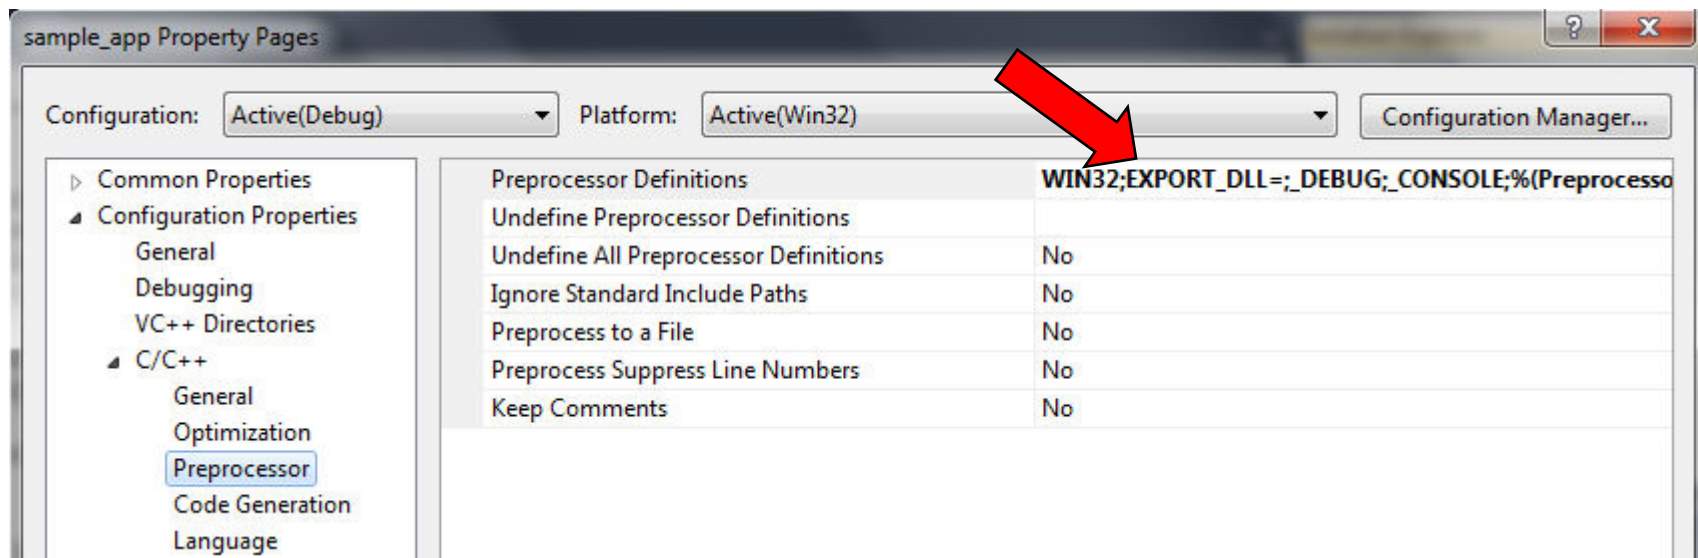 sample_app Property Pages
Configuration: Active(Debug) Platform: Active(Win32) Configuration Manager...
Common Properties
Configuration Properties
General
Debugging
VC++ Directories
C/C++
General
Optimization
Preprocessor
Code Generation
Language
Preprocessor Definitions WIN32;EXPORT_DLL=;_DEBUG;_CONSOLE;%(Preprocesso
Undefine Preprocessor Definitions
Undefine All Preprocessor Definitions No
Ignore Standard Include Paths No
Preprocess to a File No
Preprocess Suppress Line Numbers No
Keep Comments No